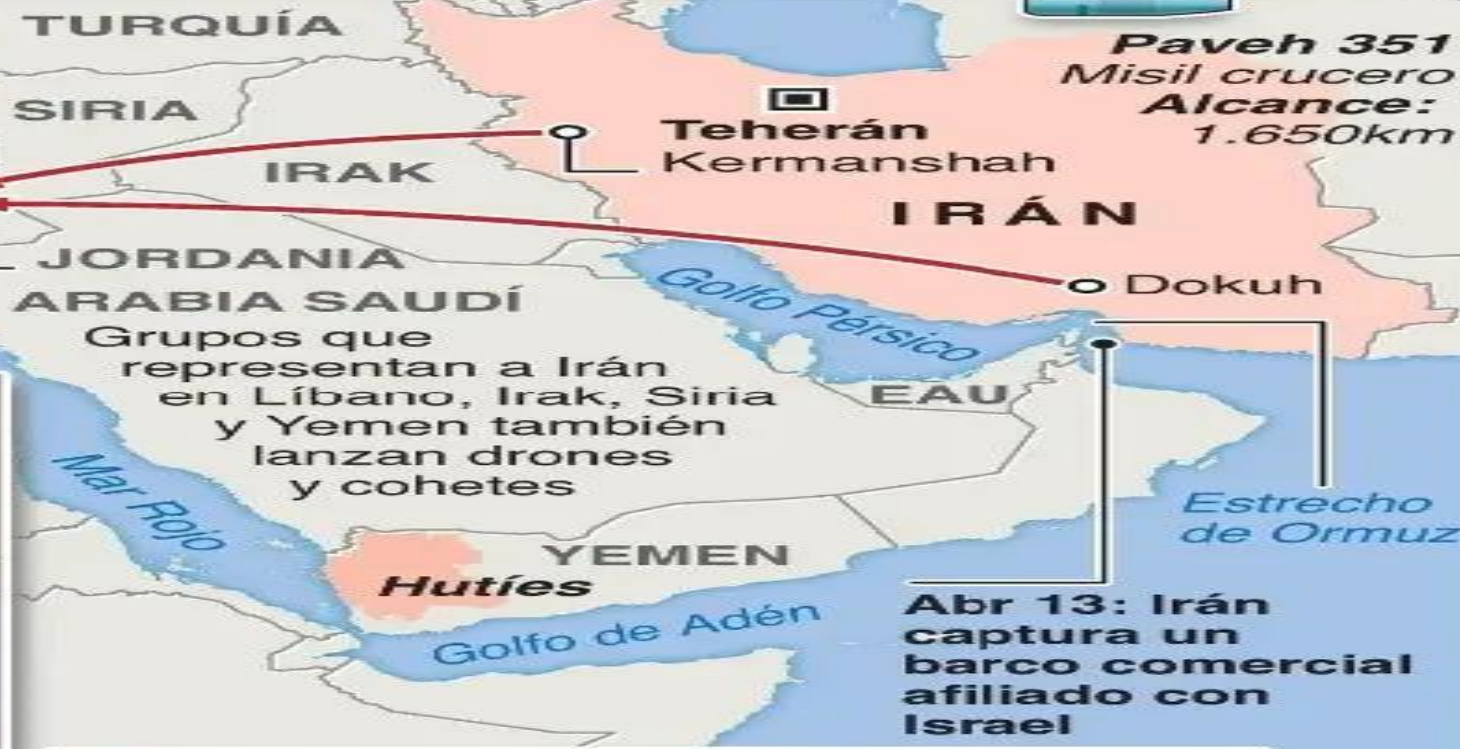 TURQUÍA
Paveh 351
Misil crucero
Alcance:
1.650km
SIRIA
Teherán
Kermanshah
IRAK
IRÁN
JORDANIA
Dokuh
ARABIA SAUDÍ
Golfo Pérsico
Grupos que
representan a Irán
en Líbano, Irak, Siria
y Yemen también
lanzan drones
y cohetes
EAU
Mar Rojo
Estrecho
de Ormuz
YEMEN
Hutíes
Golfo de Adén
Abr 13: Irán
captura un
barco comercial
afiliado con
Israel